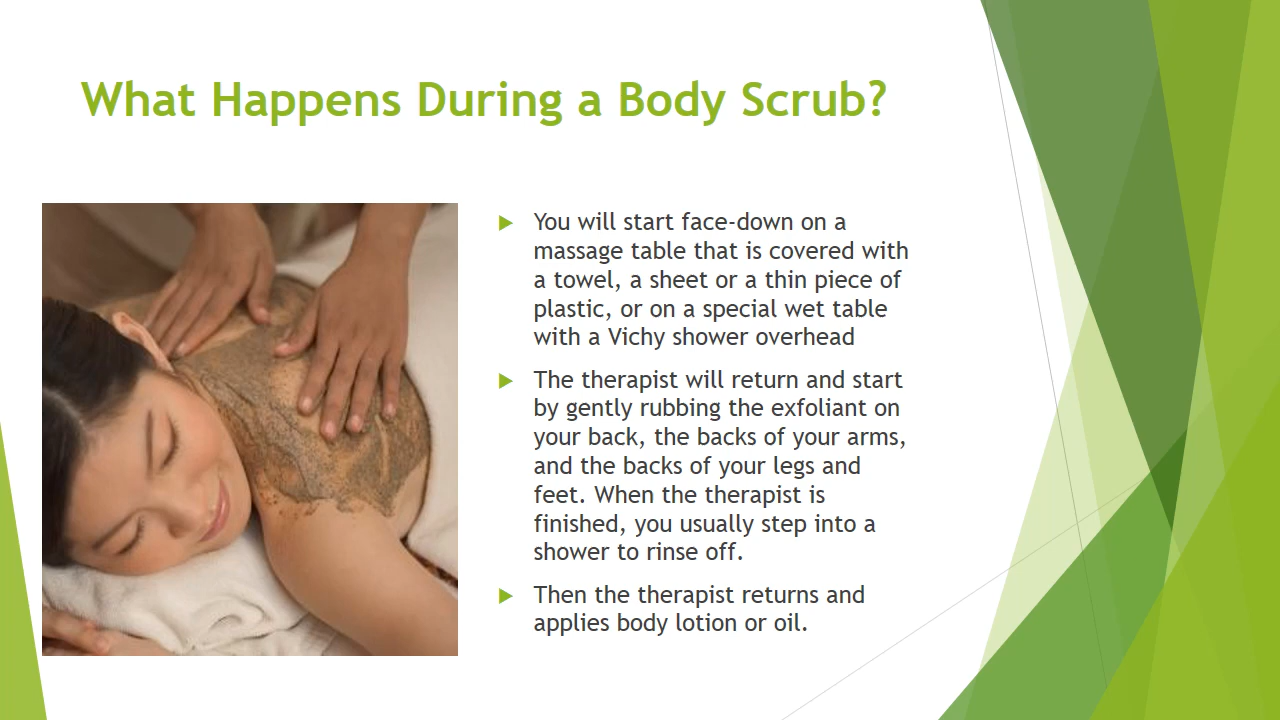 What Happens During a Body Scrub?
You will start face-down on a
massage table that is covered with
a towel, a sheet or a thin piece of
plastic, or on a special wet table
with a Vichy shower overhead
The therapist will return and start
by gently rubbing the exfoliant on
your back, the backs of your arms,
and the backs of your legs and
feet. When the therapist is
finished, you usually step into a
shower to rinse off.
Then the therapist returns and
applies body lotion or oil.